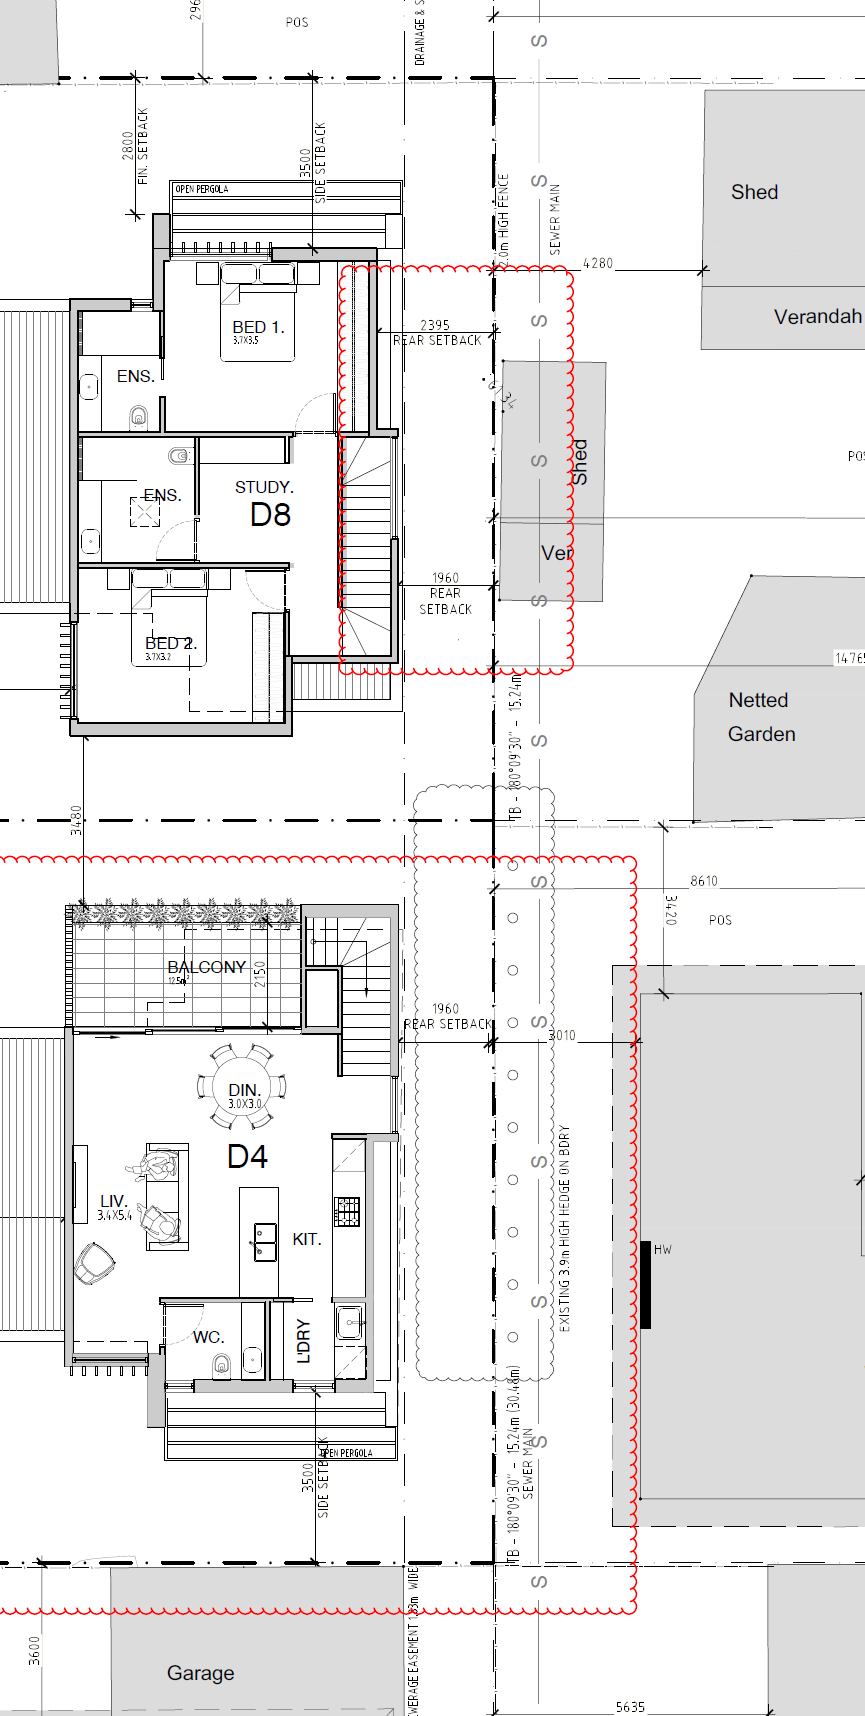 296
POS
DRAINAGE & S
S
2800
FIN. SETBACK
3500
SIDE SETBACK
OPEN PERGOLA
2.0m HIGH FENCE
S
SEWER MAIN
Shed
4280
Verandah
BED 1.
3.7X3.5
2395
REAR SETBACK
S
ENS.
ENS.
STUDY.
D8
Shed
S
POS
Ver
1960
REAR
SETBACK
S
BED 2.
3.7X3.2
14765
Netted
Garden
TB - 180°09'30" - 15.24m
S
3480
S
8610
3420
POS
BALCONY
12.5m²
2150
1960
REAR SETBACK
S
3010
DIN.
3.0X3.0
D4
S
EXISTING 3.9m HIGH HEDGE ON BDRY
LIV.
3.4X5.4
KIT.
HW
S
WC.
L'DRY
OPEN PERGOLA
3500
SIDE SETBACK
TB - 180°09'30" - 15.24m (30.48m)
SEWER MAIN
S
S
3600
Garage
SEWERAGE EASEMENT 1.83m WIDE
5635